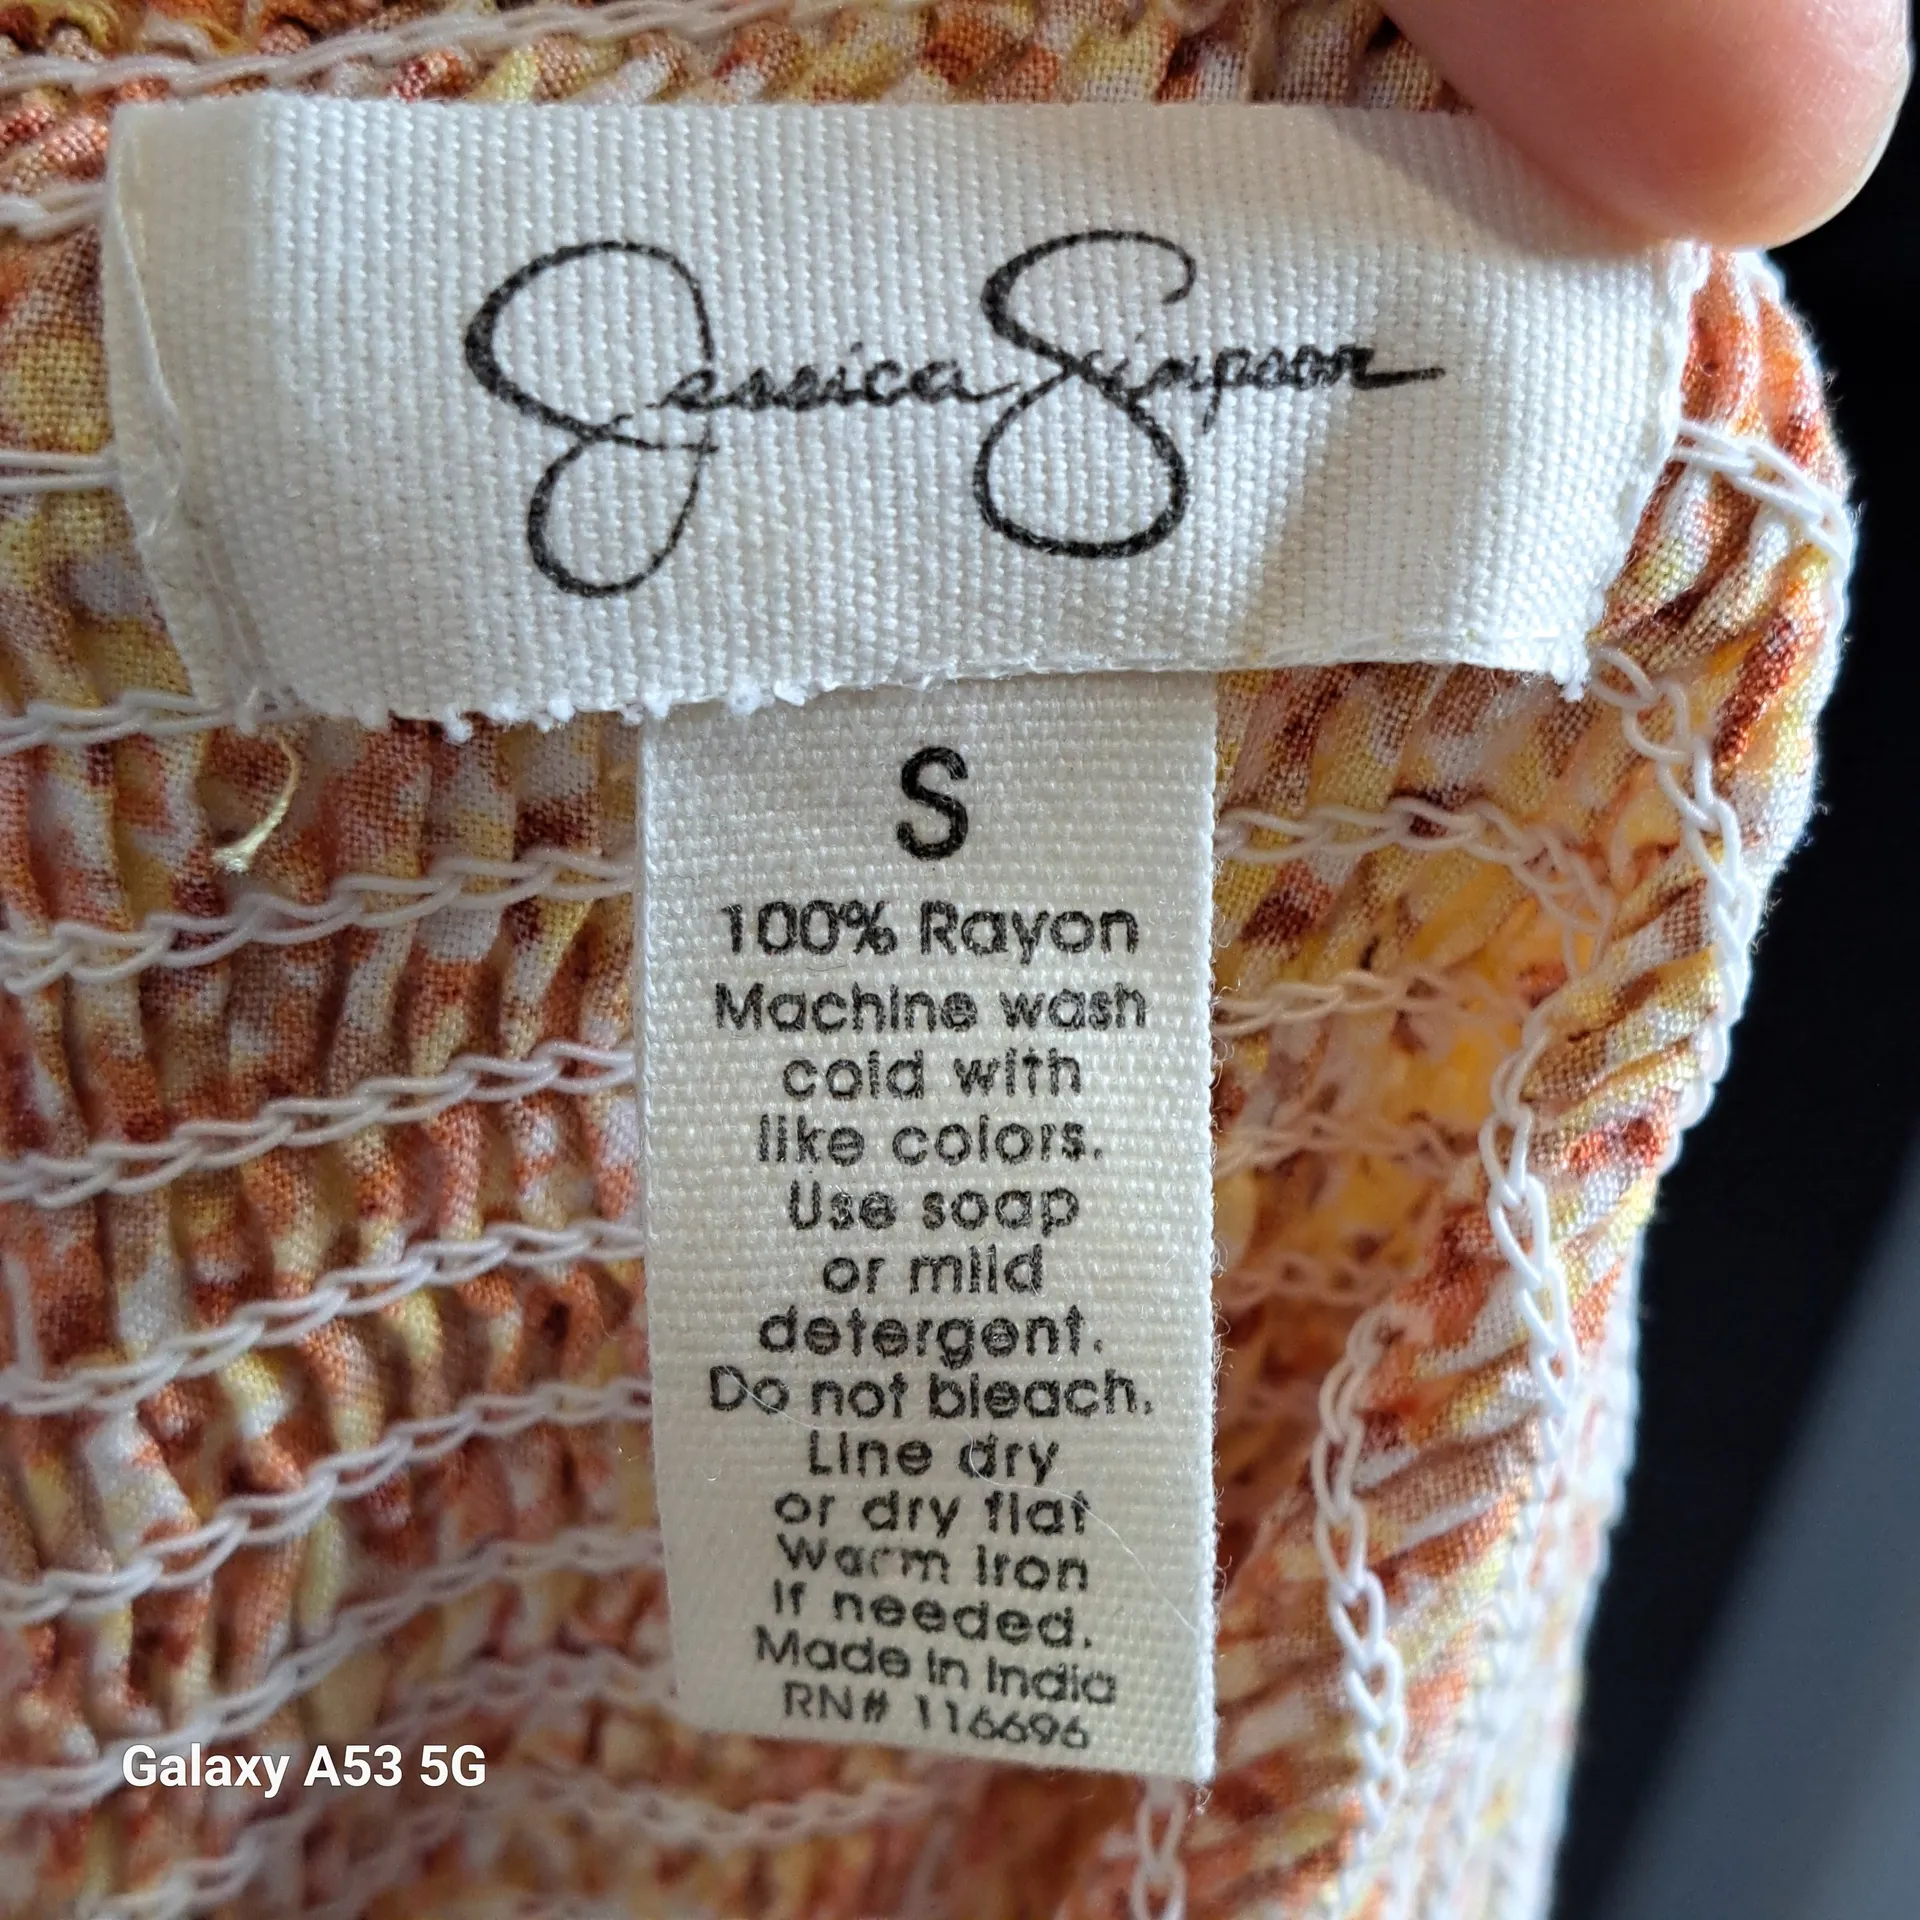 Jessica Simpson
S
100% Rayon
Machine wash
cold with
like colors.
Use soap
or mild
detergent.
Do not bleach.
Line dry
or dry flat
Warm iron
if needed.
Made in India
RN# 116696
Galaxy A53 5G